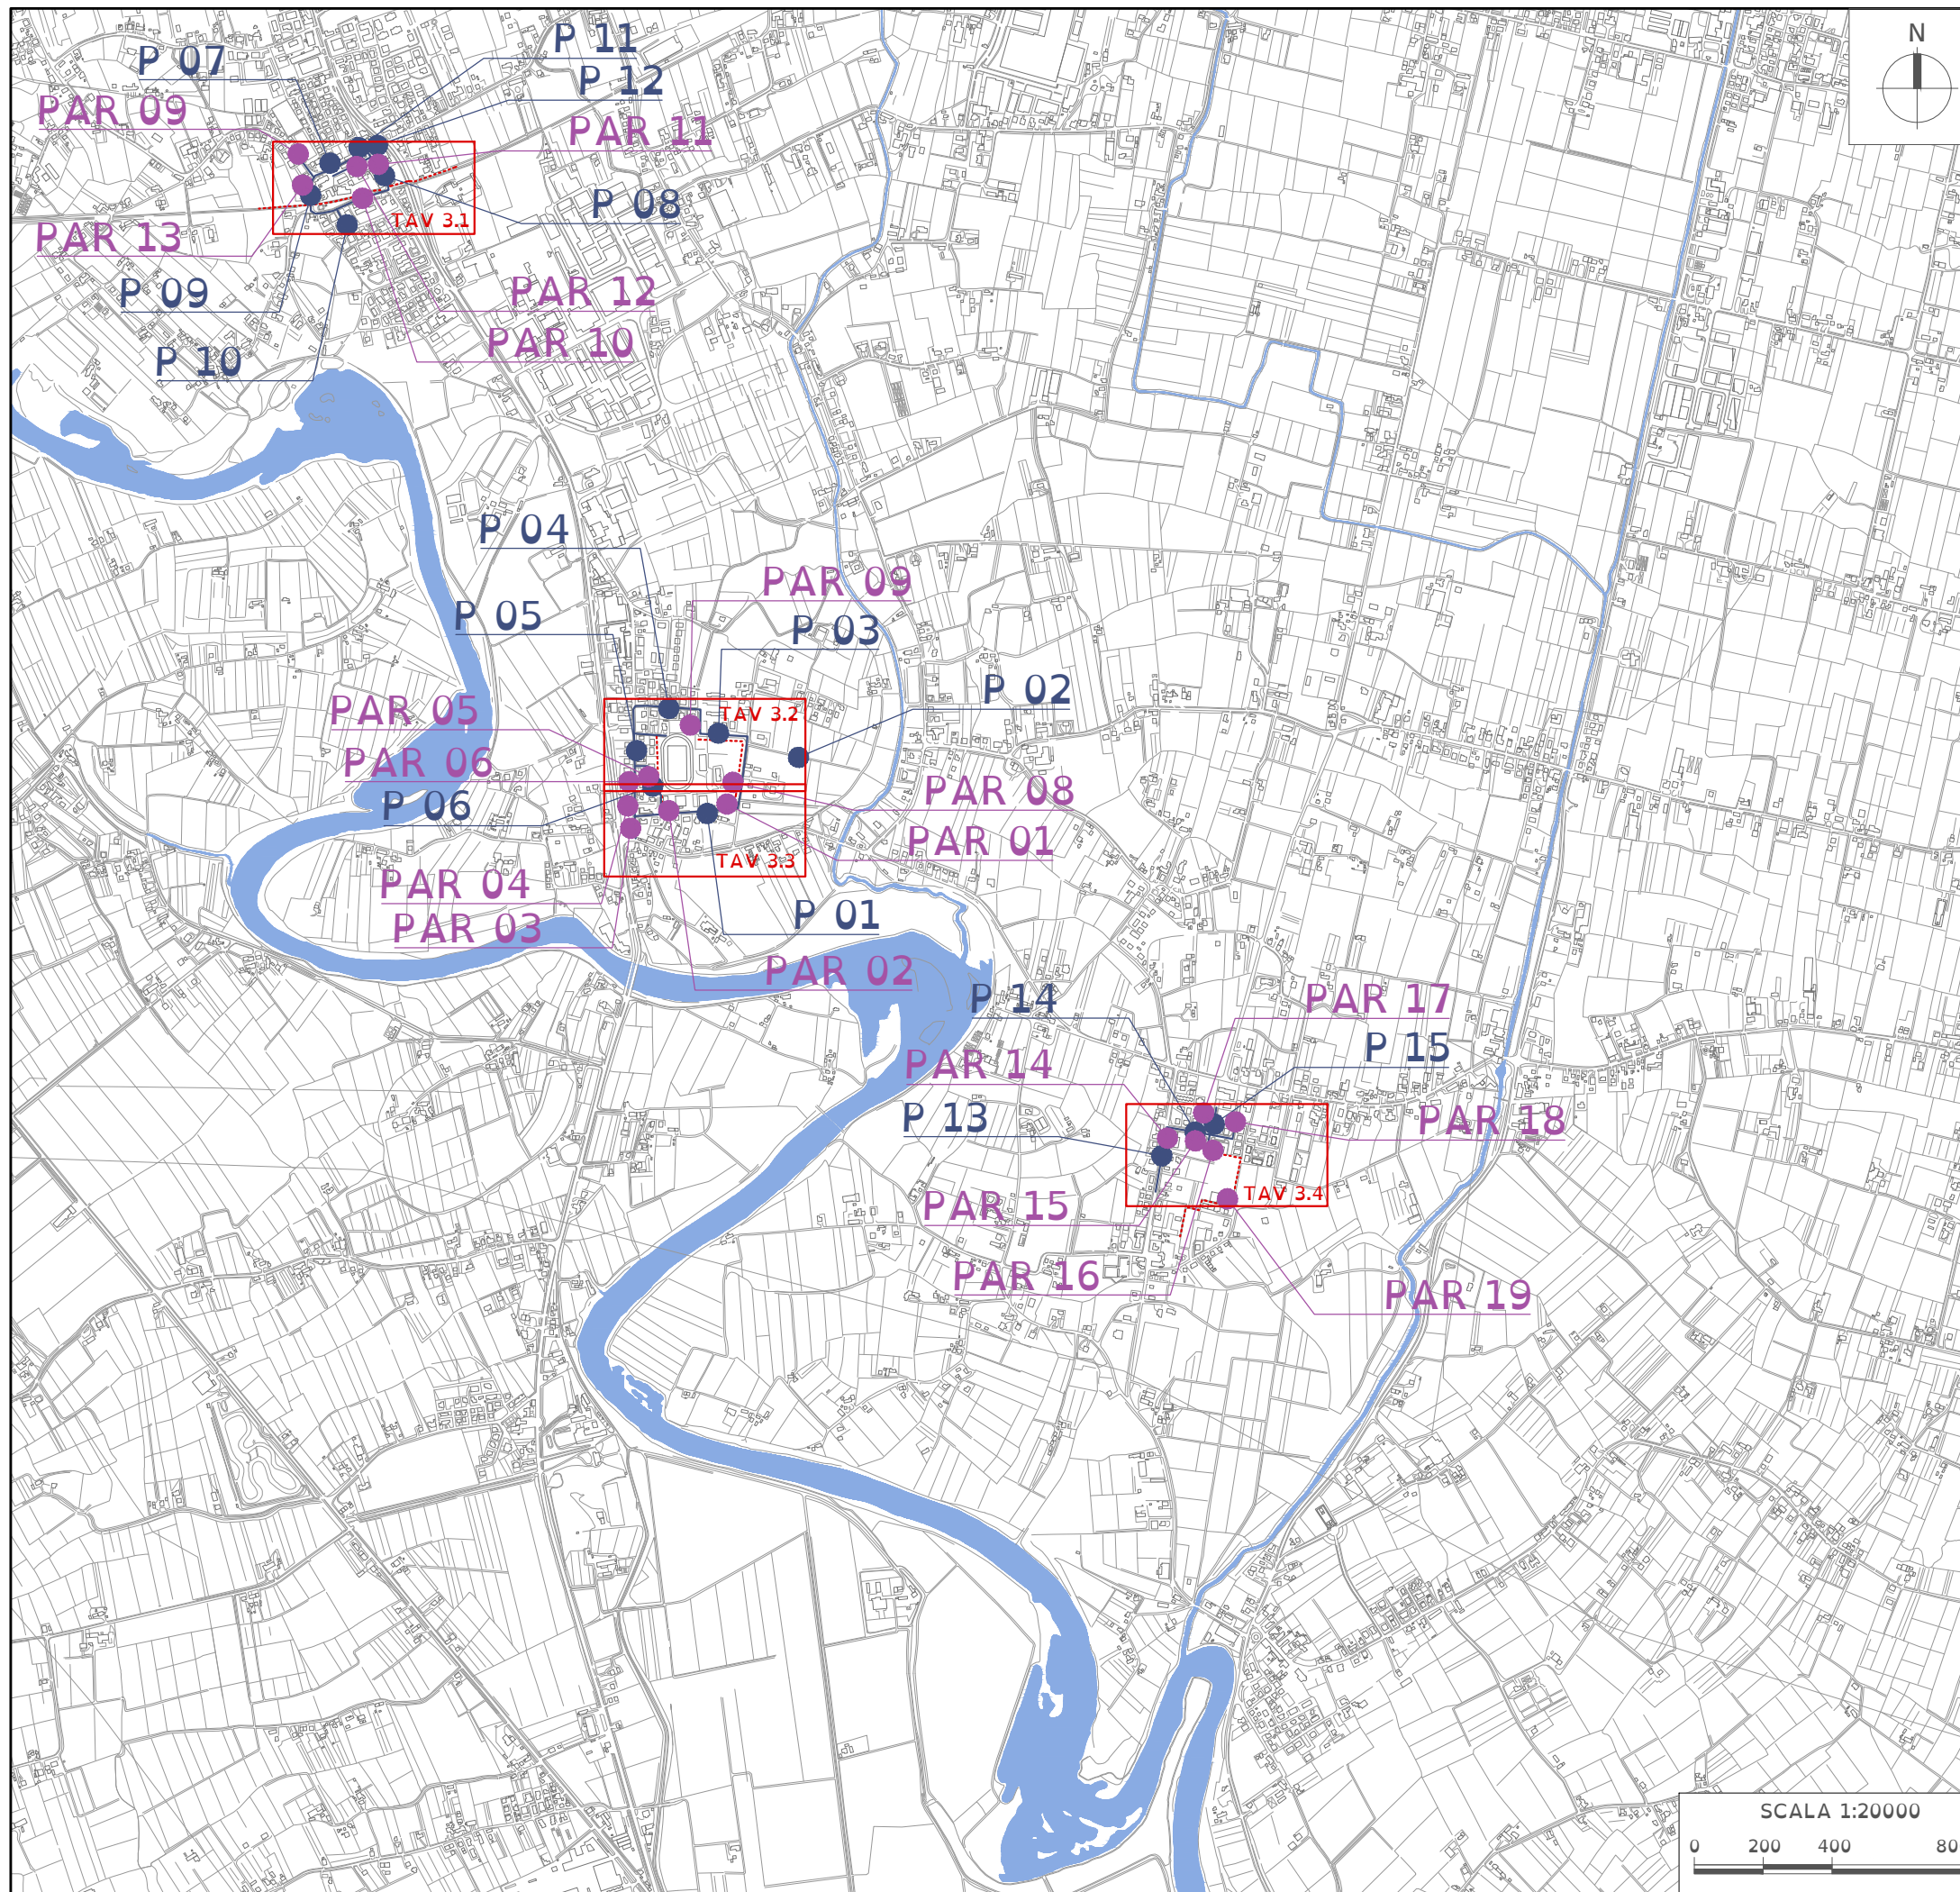 N
P 11
P 07
P 12
PAR 09
PAR 11
P 08
TAV 3.1
PAR 13
P 09
PAR 12
PAR 10
P 10
P 04
PAR 09
P 05
P 03
P 02
PAR 05
TAV 3.2
PAR 06
PAR 08
P 06
PAR 01
TAV 3.3
PAR 04
P 01
PAR 03
PAR 02
P 14
PAR 17
P 15
PAR 14
P 13
PAR 18
TAV 3.4
PAR 15
PAR 16
PAR 19
SCALA 1:20000
0 200 400 80